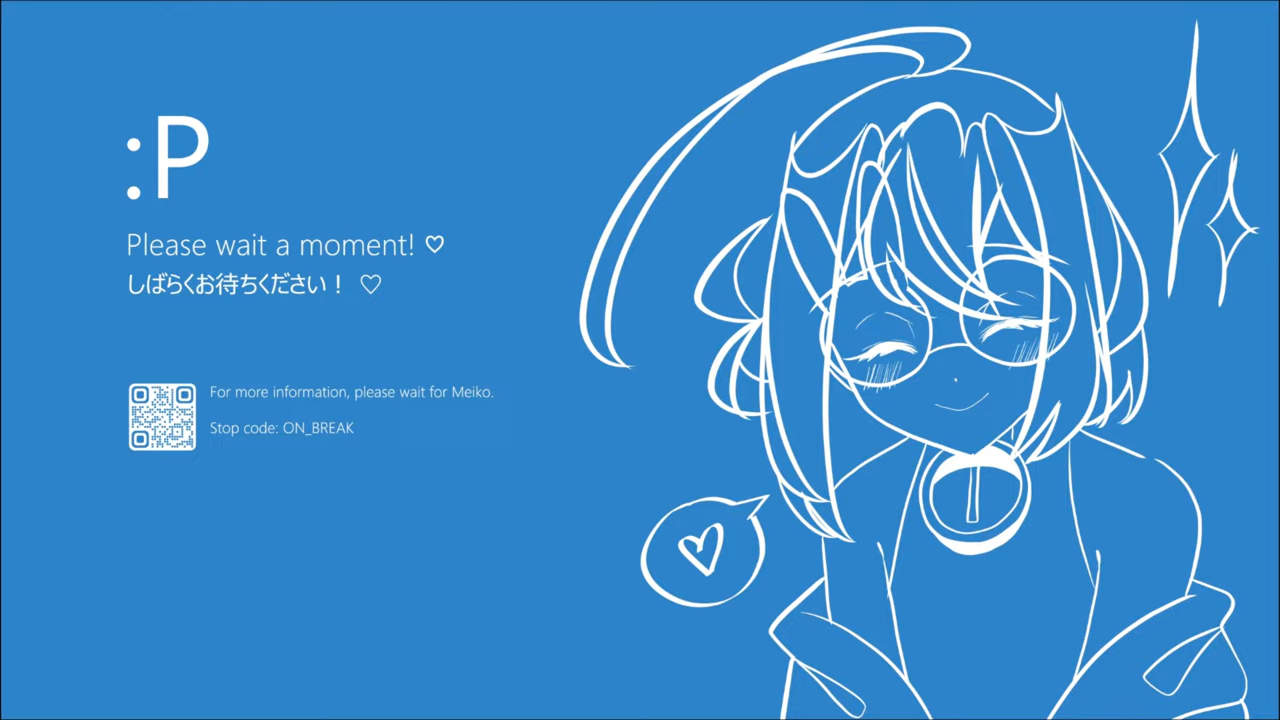 :P
Please wait a moment! ♡
しばらくお待ちください！ ♡
For more information, please wait for Meiko.
Stop code: ON_BREAK